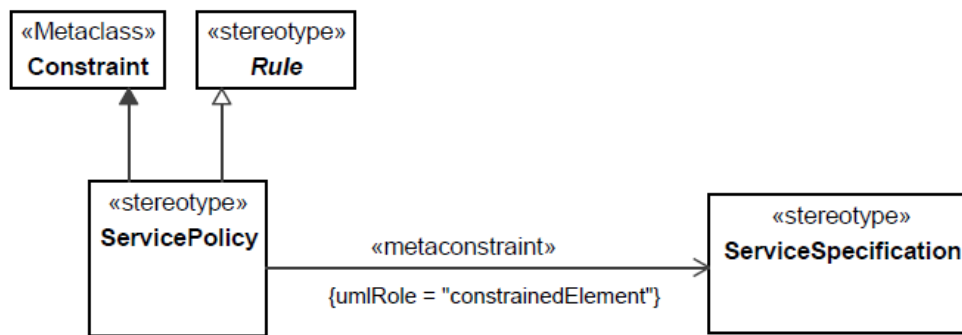 «Metaclass»
Constraint
«stereotype»
Rule
«stereotype»
ServicePolicy
«metaconstraint»
{umlRole = "constrainedElement"}
«stereotype»
ServiceSpecification